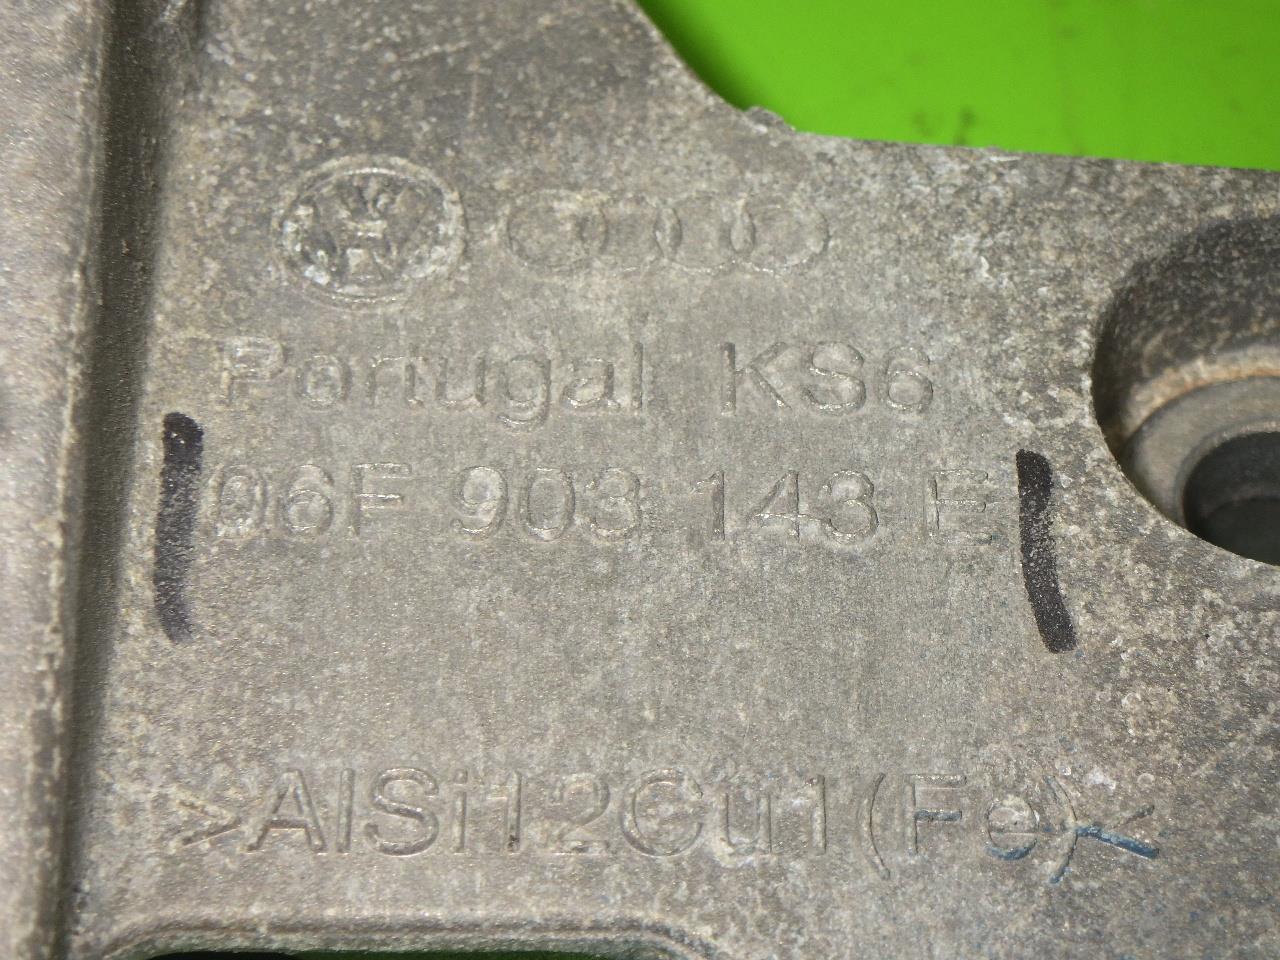 Portugal KS6
06F 903 143 E
>AlSi12Cu1(Fe)<